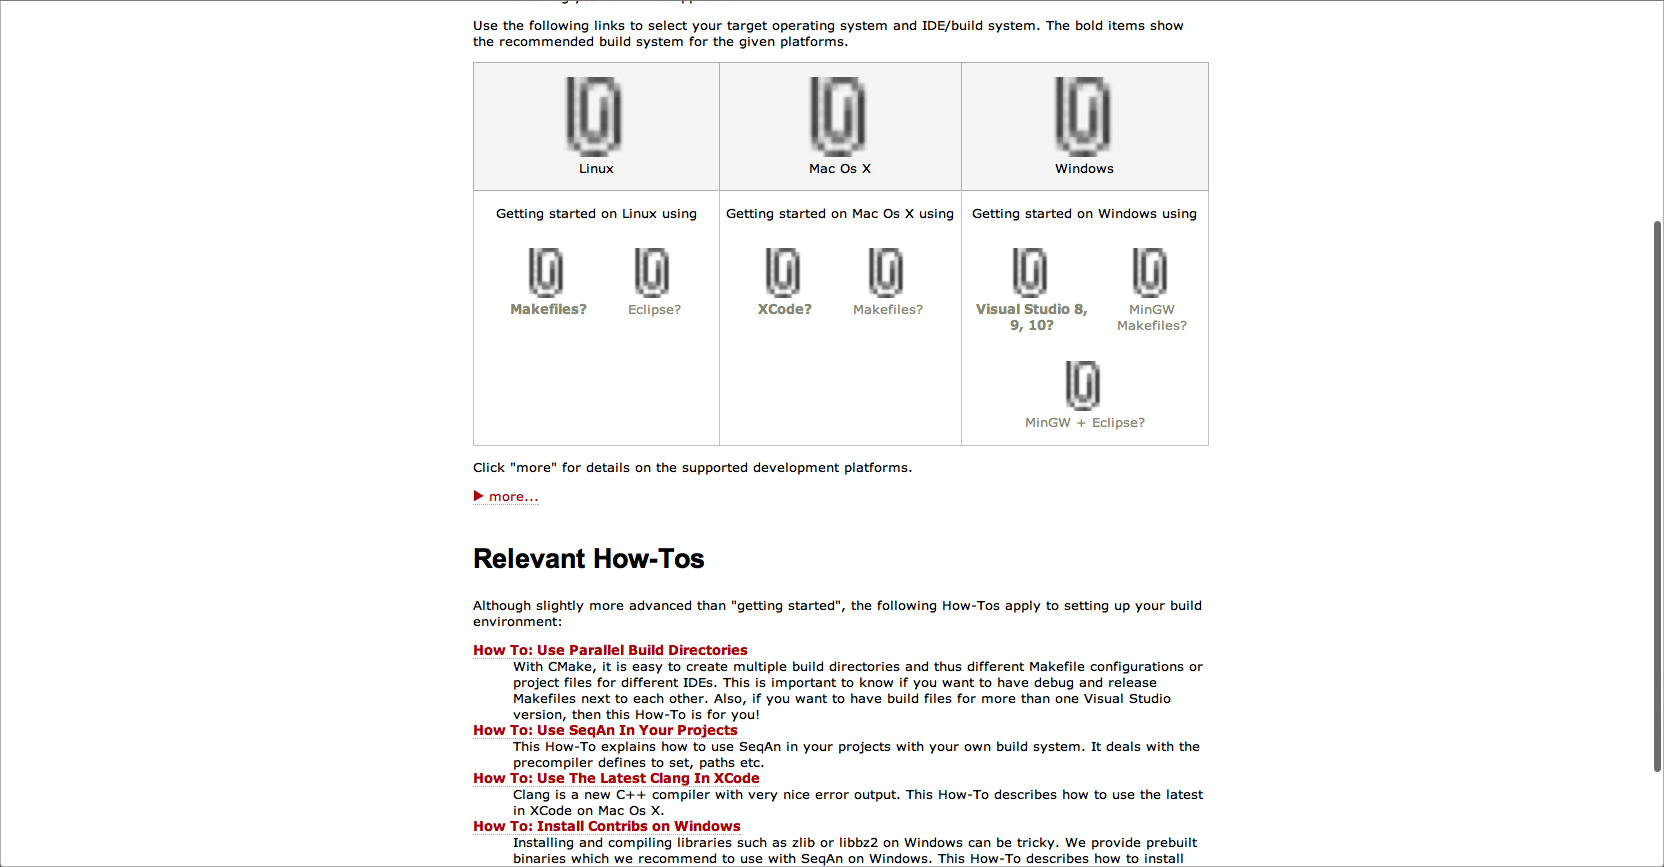 Use the following links to select your target operating system and IDE/build system. The bold items show
the recommended build system for the given platforms.
Linux
Mac Os X
Windows
Getting started on Linux using
Getting started on Mac Os X using
Getting started on Windows using
Makefiles?
Eclipse?
XCode?
Makefiles?
Visual Studio 8,
9, 10?
MinGW
Makefiles?
MinGW + Eclipse?
Click "more" for details on the supported development platforms.
more...
Relevant How-Tos
Although slightly more advanced than "getting started", the following How-Tos apply to setting up your build
environment:
How To: Use Parallel Build Directories
With CMake, it is easy to create multiple build directories and thus different Makefile configurations or
project files for different IDEs. This is important to know if you want to have debug and release
Makefiles next to each other. Also, if you want to have build files for more than one Visual Studio
version, then this How-To is for you!
How To: Use SeqAn In Your Projects
This How-To explains how to use SeqAn in your projects with your own build system. It deals with the
precompiler defines to set, paths etc.
How To: Use The Latest Clang In XCode
Clang is a new C++ compiler with very nice error output. This How-To describes how to use the latest
in XCode on Mac Os X.
How To: Install Contribs on Windows
Installing and compiling libraries such as zlib or libbz2 on Windows can be tricky. We provide prebuilt
binaries which we recommend to use with SeqAn on Windows. This How-To describes how to install